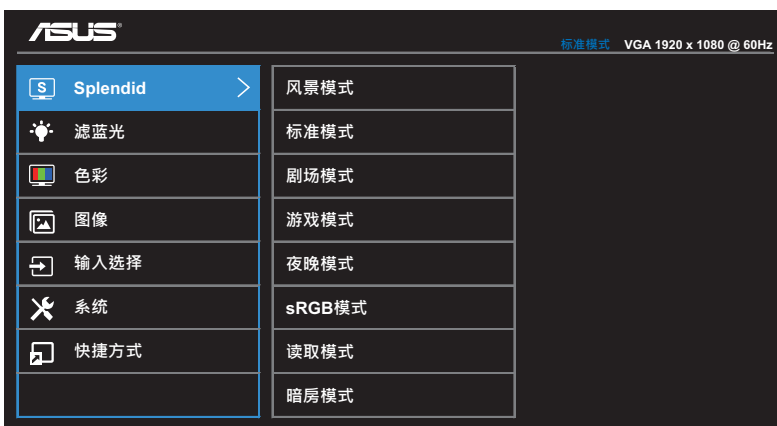 ASUS
标准模式 VGA 1920 x 1080 @ 60Hz
S Splendid
滤蓝光
色彩
图像
输入选择
系统
快捷方式
风景模式
标准模式
剧场模式
游戏模式
夜晚模式
sRGB模式
读取模式
暗房模式